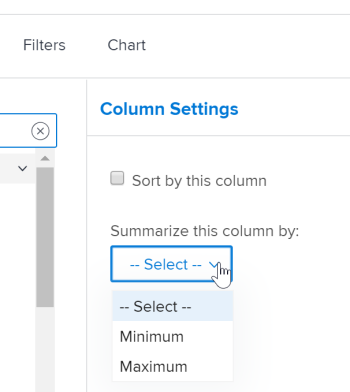 Filters Chart
Column Settings
Sort by this column
Summarize this column by:
-- Select --
-- Select --
Minimum
Maximum